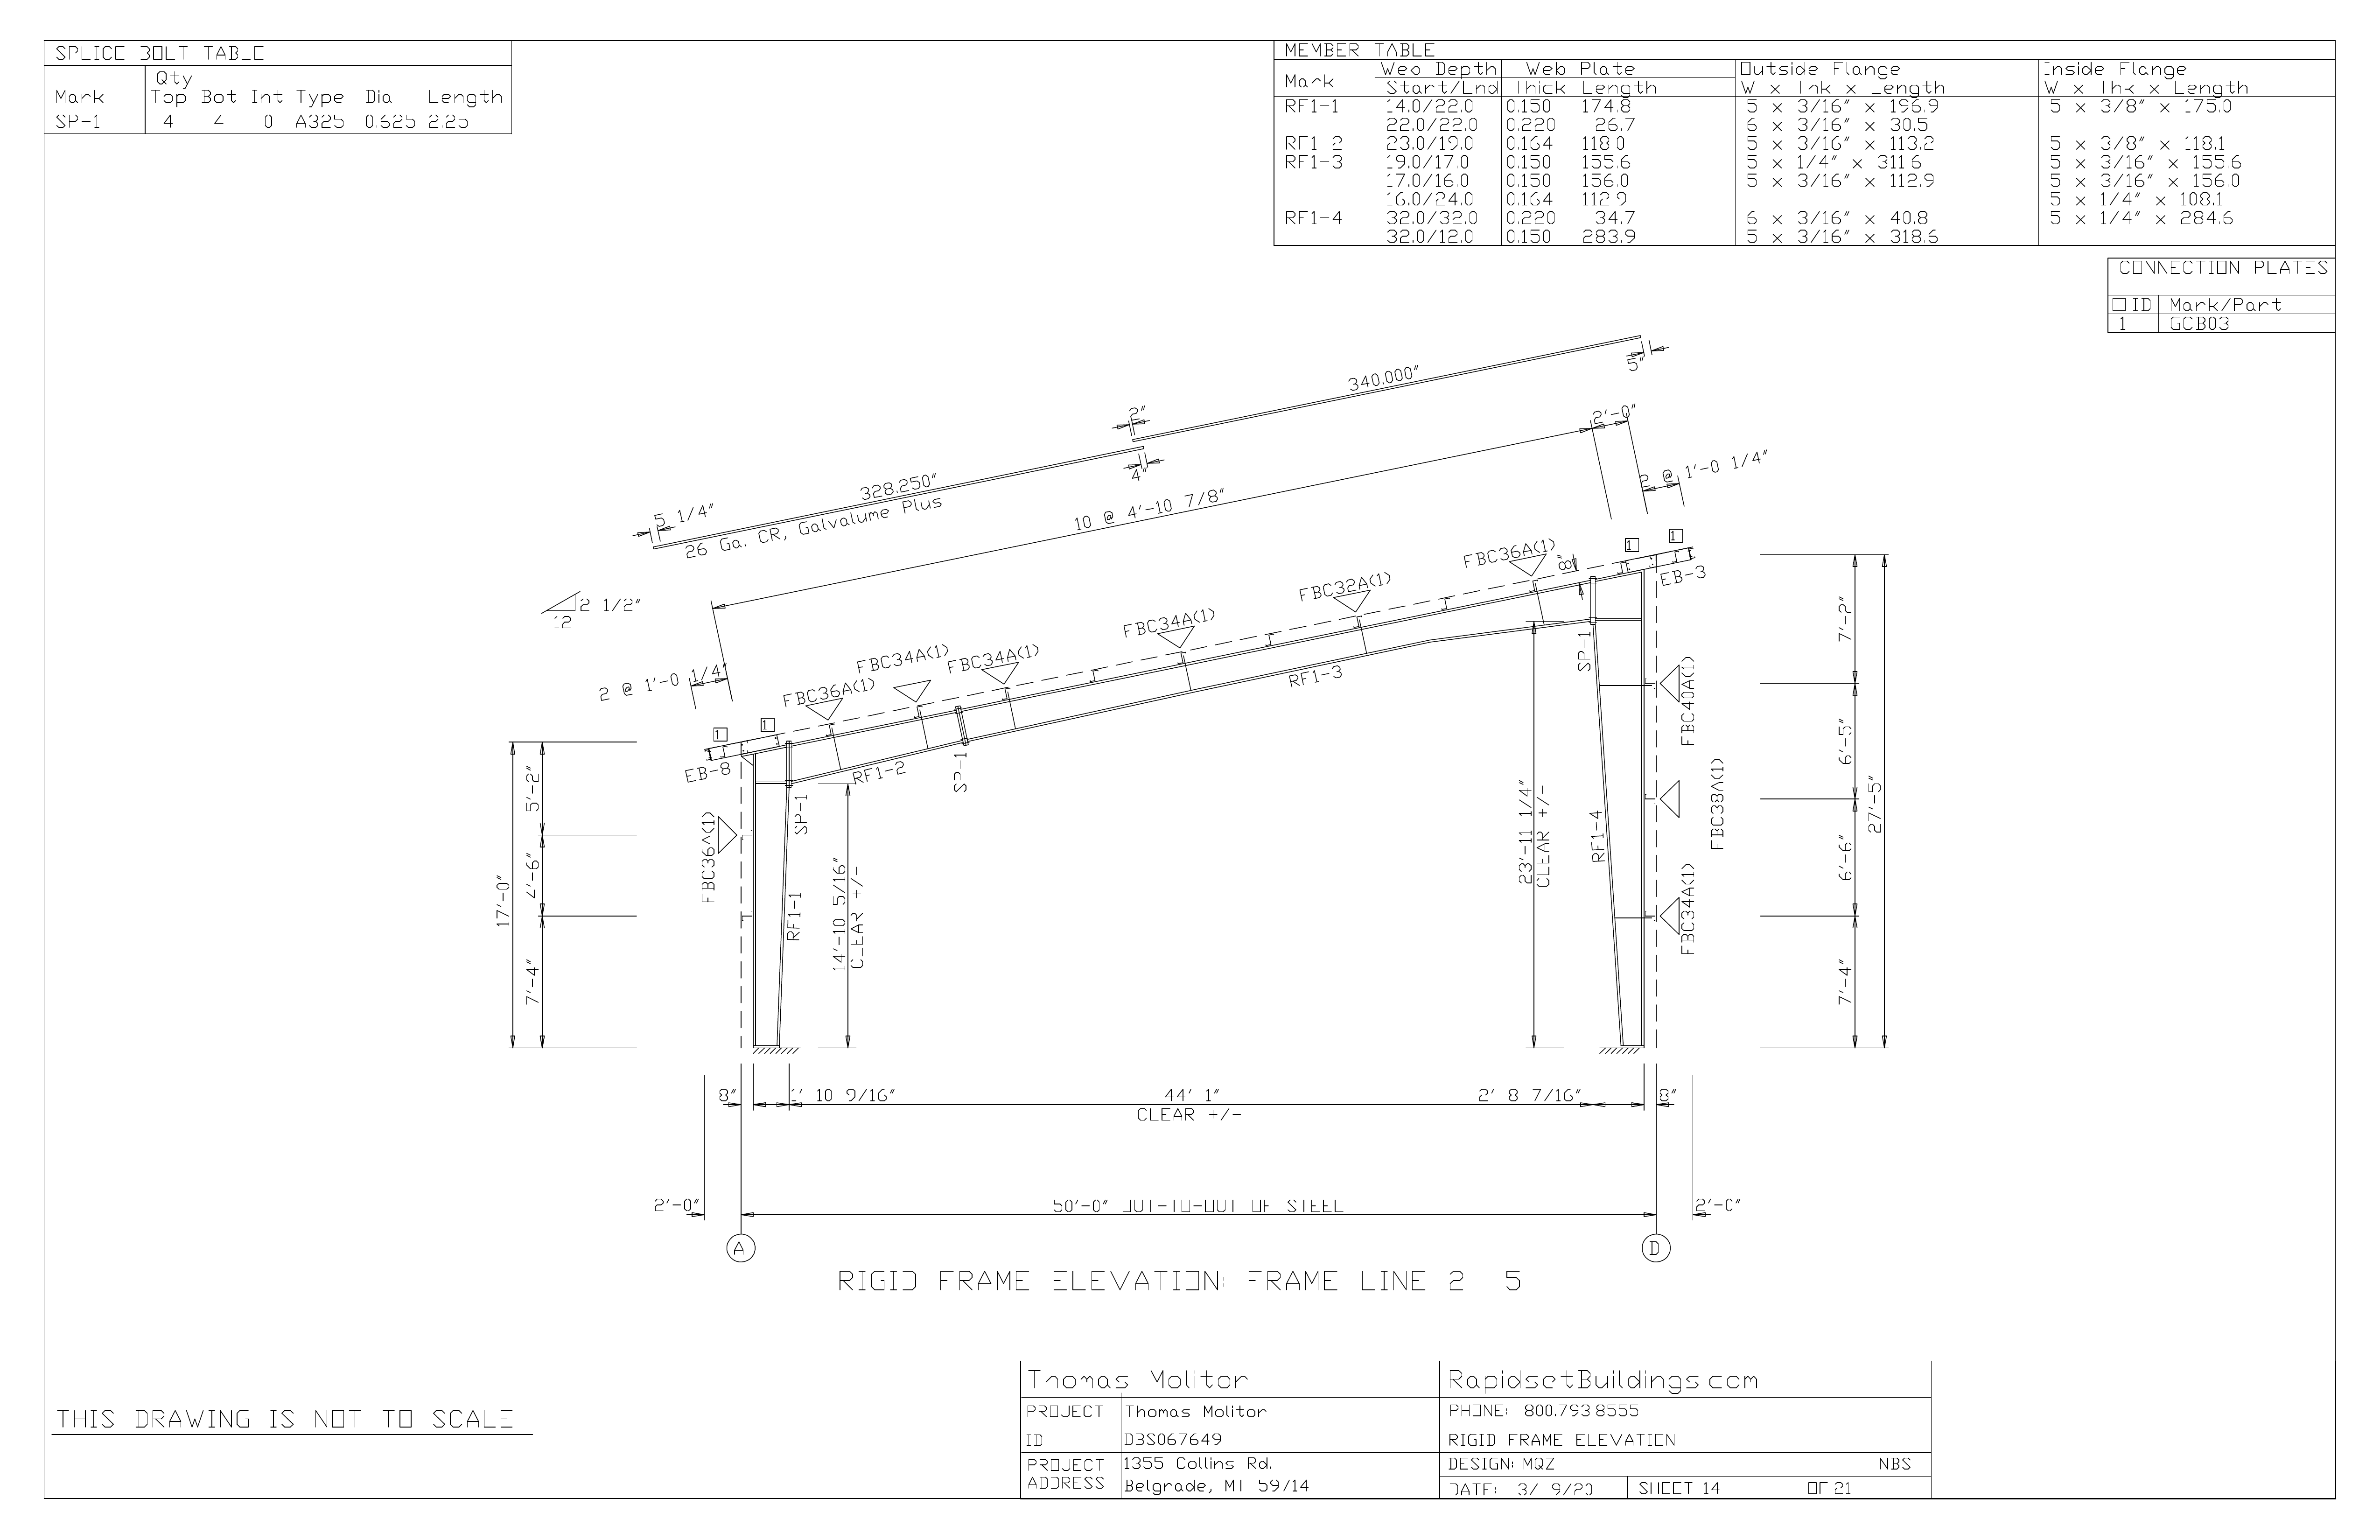 SPLICE BOLT TABLE
Qty
Mark Top Bot Int Type Dia Length
SP-1 4 4 0 A325 0.625 2.25
MEMBER TABLE
Mark Web Depth Web Plate Outside Flange Inside Flange
Start/End Thick Length W x Thk x Length W x Thk x Length
RF1-1 14.0/22.0 0.150 174.8 5 x 3/16" x 196.9 5 x 3/8" x 175.0
22.0/22.0 0.220 26.7 6 x 3/16" x 30.5
RF1-2 23.0/19.0 0.164 118.0 5 x 3/16" x 113.2 5 x 3/8" x 118.1
RF1-3 19.0/17.0 0.150 155.6 5 x 1/4" x 311.6 5 x 3/16" x 155.6
17.0/16.0 0.150 156.0 5 x 3/16" x 112.9 5 x 3/16" x 156.0
16.0/24.0 0.164 112.9 5 x 1/4" x 108.1
RF1-4 32.0/32.0 0.220 34.7 6 x 3/16" x 40.8 5 x 1/4" x 284.6
32.0/12.0 0.150 283.9 5 x 3/16" x 318.6
CONNECTION PLATES
□ ID Mark/Part
1 GCB03
340.000"
5"
2"
2'-0"
4"
328.250"
5 1/4"
26 Ga. CR, Galvalume Plus
10 @ 4'-10 7/8"
2 @ 1'-0 1/4"
1
1
EB-3
8"
FBC36A(1)
FBC32A(1)
FBC34A(1)
FBC34A(1)
FBC34A(1)
FBC36A(1)
2 1/2"
12
2 @ 1'-0 1/4"
1
1
EB-8
RF1-2
RF1-3
SP-1
SP-1
SP-1
RF1-1
RF1-4
FBC36A(1)
FBC40A(1)
FBC38A(1)
FBC34A(1)
17'-0"
5'-2"
4'-6"
7'-4"
14'-10 5/16"
CLEAR +/-
23'-11 1/4"
CLEAR +/-
7'-2"
6'-5"
6'-6"
7'-4"
27'-5"
8" 1'-10 9/16" 44'-1" 2'-8 7/16" 8"
CLEAR +/-
2'-0" 50'-0" OUT-TO-OUT OF STEEL 2'-0"
A D
RIGID FRAME ELEVATION: FRAME LINE 2 5
THIS DRAWING IS NOT TO SCALE
Thomas Molitor
PROJECT Thomas Molitor
ID DBS067649
PROJECT ADDRESS 1355 Collins Rd.
Belgrade, MT 59714
RapidsetBuildings.com
PHONE: 800.793.8555
RIGID FRAME ELEVATION
DESIGN: MQZ NBS
DATE: 3/ 9/20 SHEET 14 OF 21